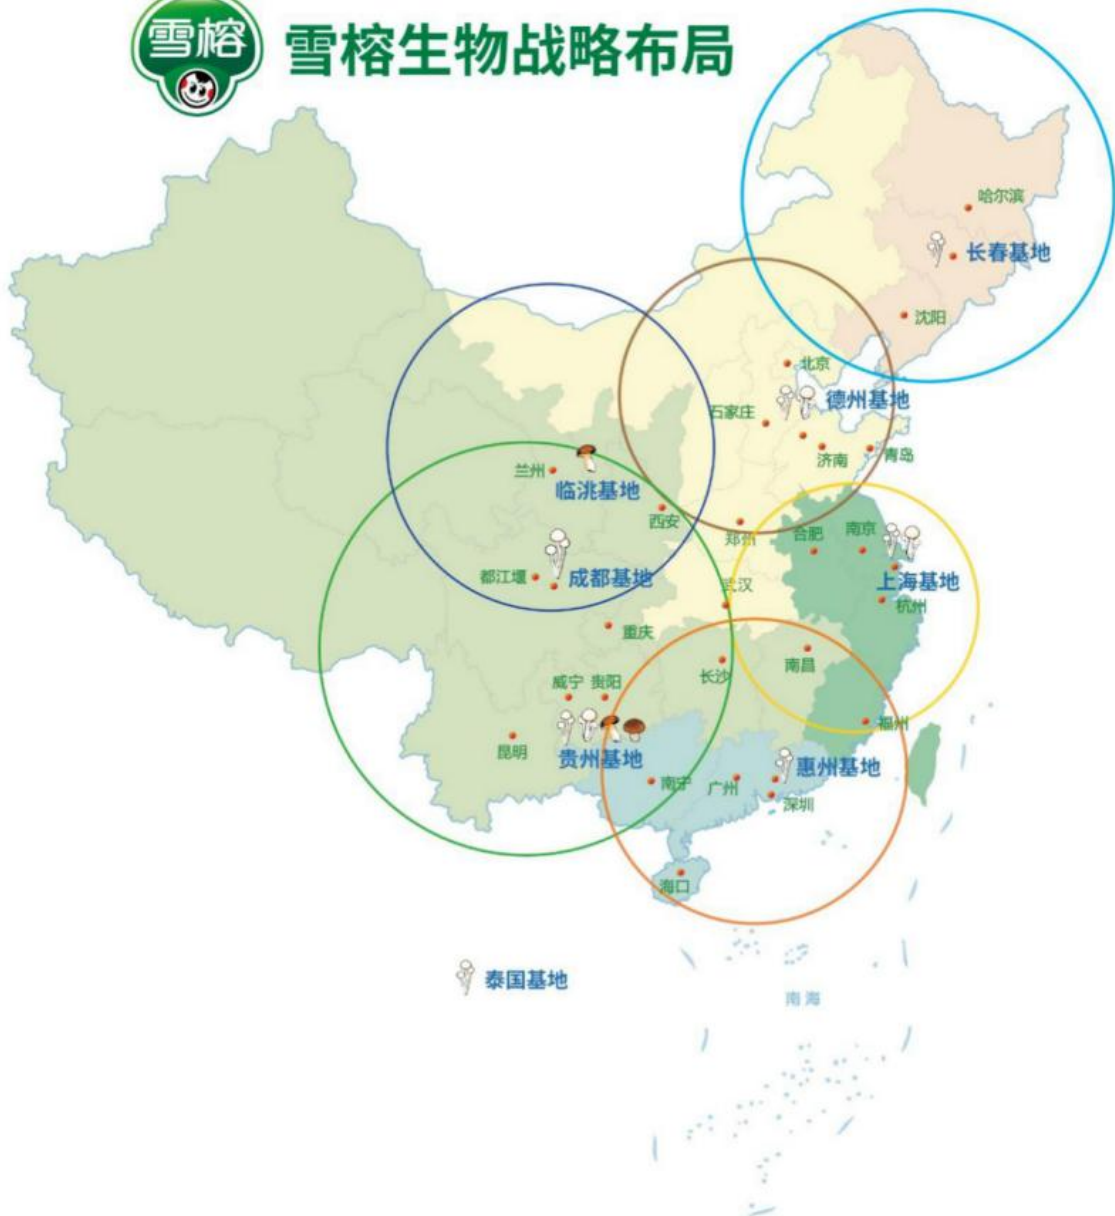 雪榕
雪榕生物战略布局
哈尔滨
长春基地
沈阳
北京
德州基地
石家庄
济南
青岛
兰州
临洮基地
西安
郑州
合肥
南京
都江堰
成都基地
上海基地
武汉
杭州
重庆
长沙
南昌
威宁
贵阳
福州
昆明
贵州基地
惠州基地
南宁
广州
深圳
海口
泰国基地
南海